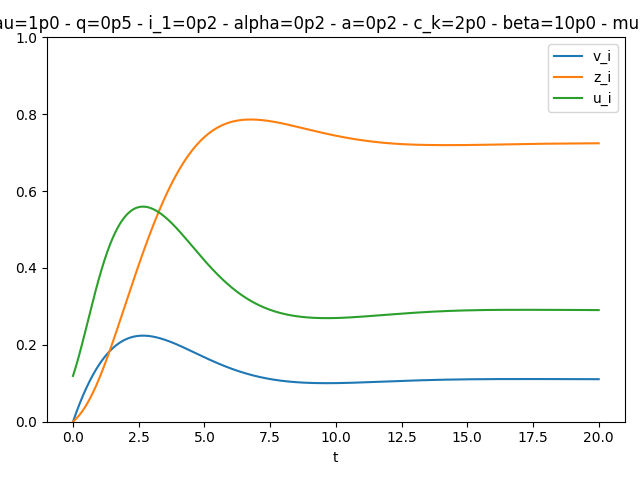 au=1p0 - q=0p5 - i_1=0p2 - alpha=0p2 - a=0p2 - c_k=2p0 - beta=10p0 - mu
1.0
0.8
0.6
0.4
0.2
0.0
0.0 2.5 5.0 7.5 10.0 12.5 15.0 17.5 20.0
t
v_i
z_i
u_i